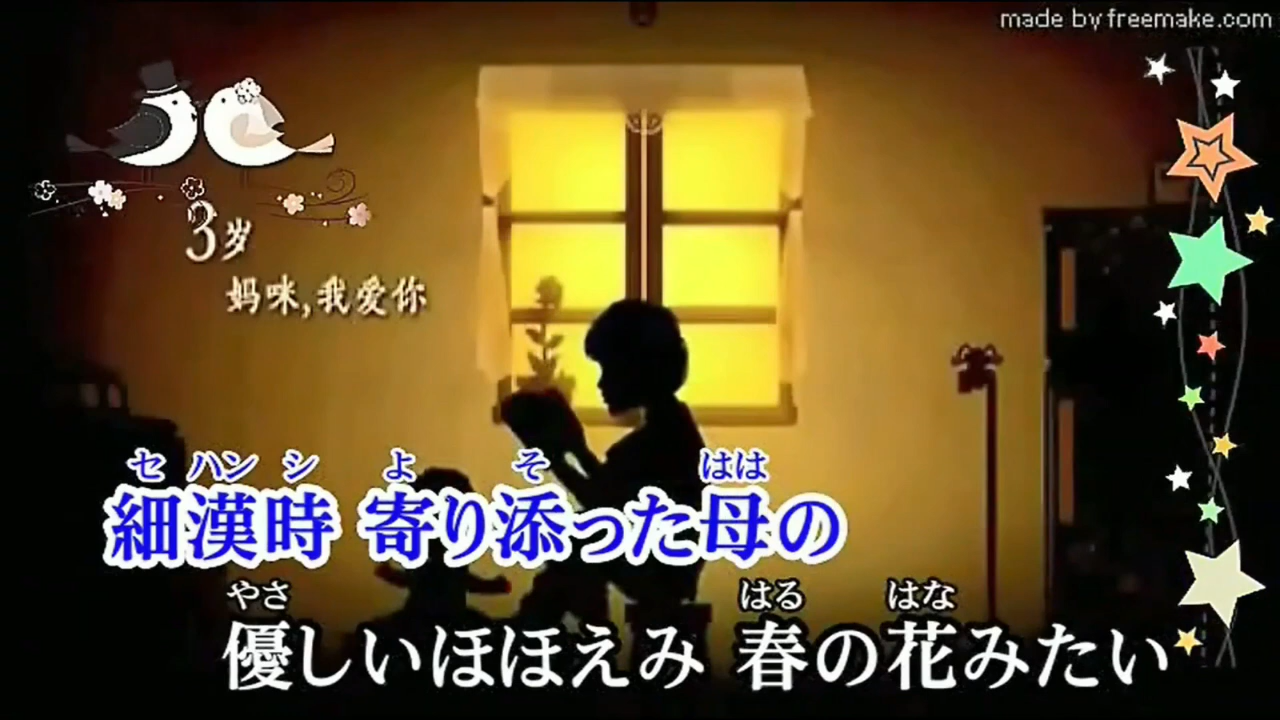 made by freemake.com
3岁
妈咪,我爱你
セ ハン シ よ そ はは
細漢時 寄り添った母の
やさ はる はな
優しいほほえみ 春の花みたい